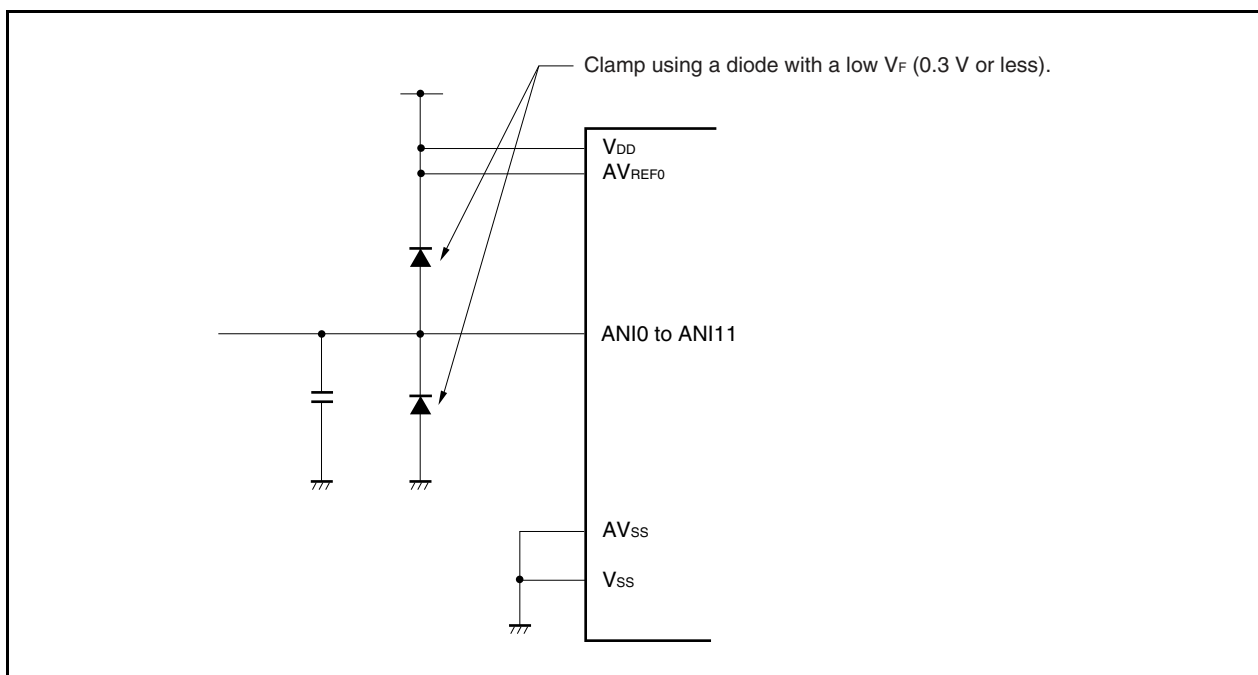 Clamp using a diode with a low VF (0.3 V or less).
VDD
AVREF0
ANI0 to ANI11
AVSS
VSS